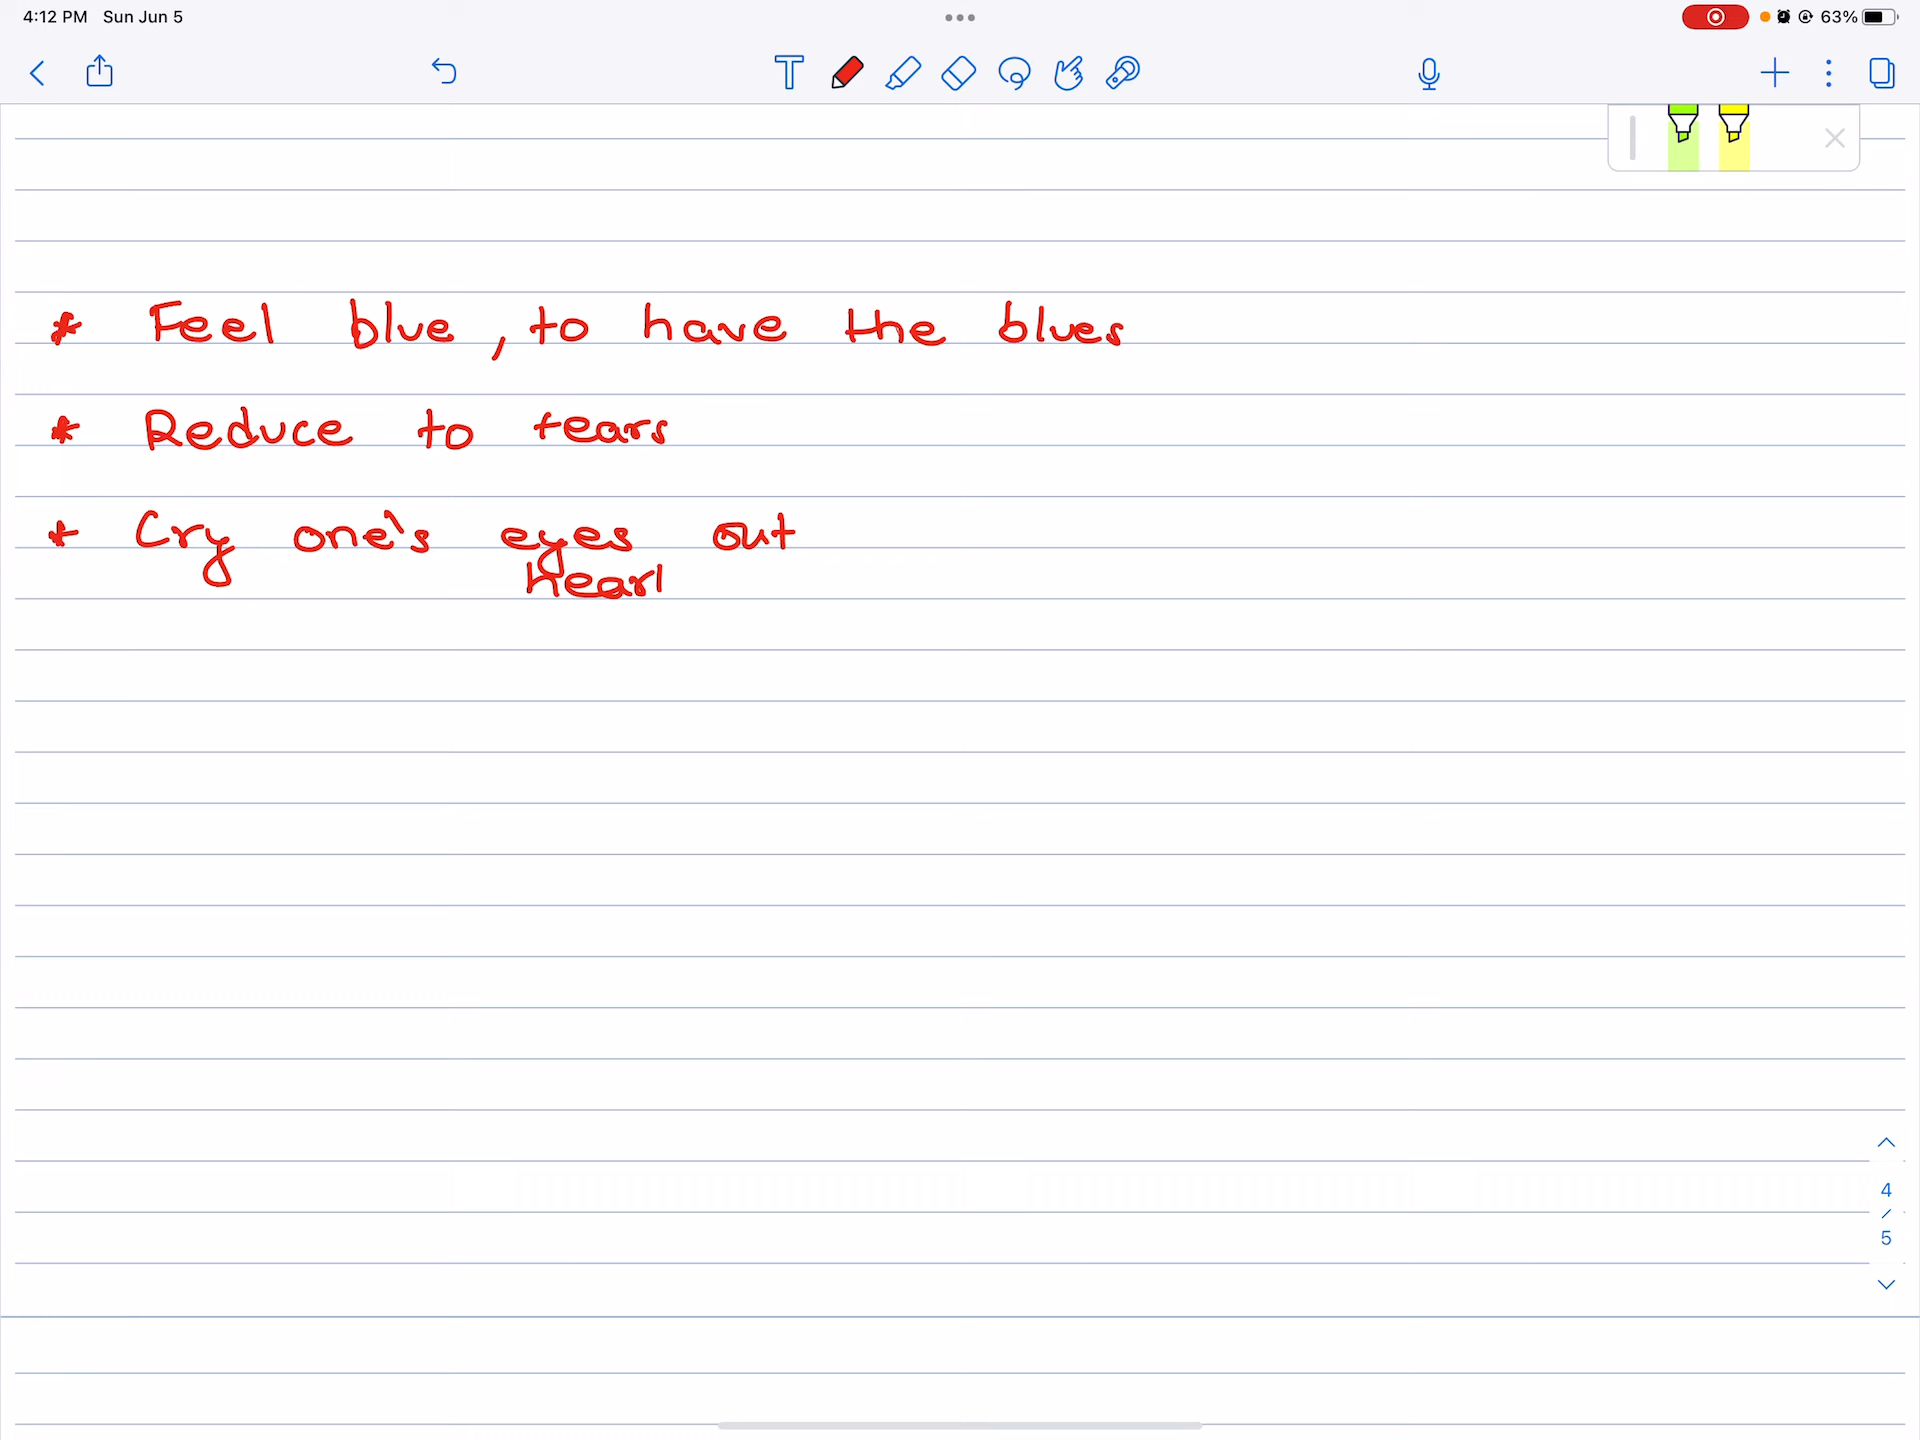 4:12 PM Sun Jun 5 63%
* Feel blue, to have the blues
* Reduce to tears
* Cry one's eyes out
hearl
4
/
5